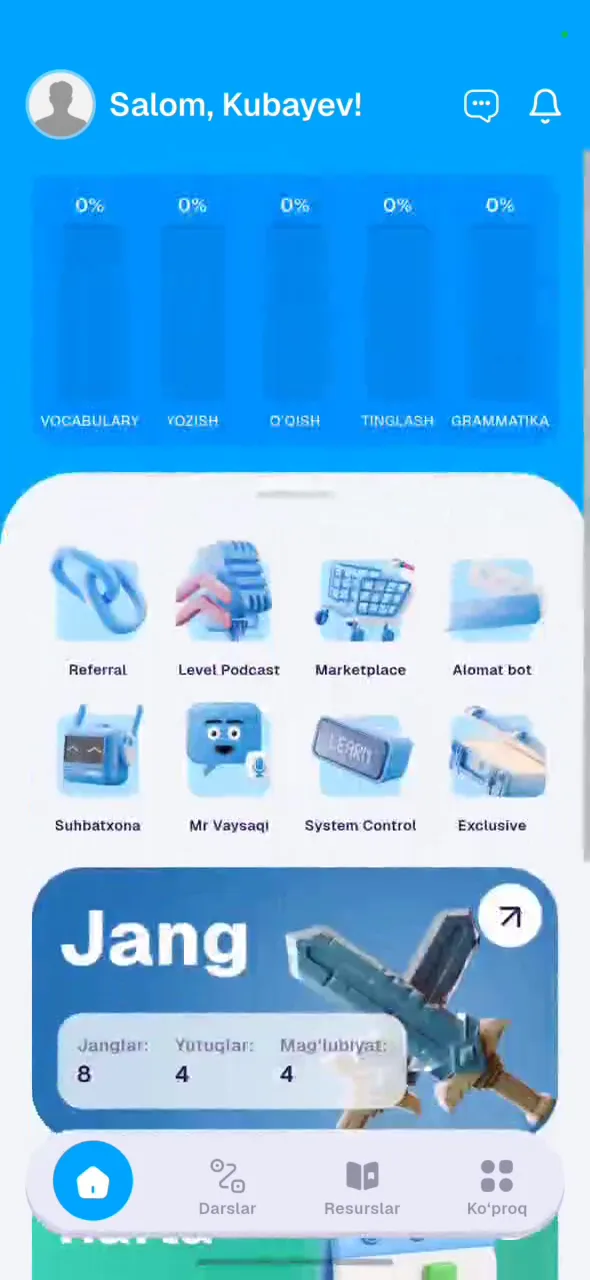 Salom, Kubayev!
0% 0% 0% 0% 0%
VOCABULARY YOZISH O'QISH TINGLASH GRAMMATIKA
Referral Level Podcast Marketplace Alomat bot
LEARN
Suhbatxona Mr Vaysaqi System Control Exclusive
Jang
Janglar: Yutuqlar: Mag'lubiyat:
8 4 4
Darslar Resurslar Ko'proq